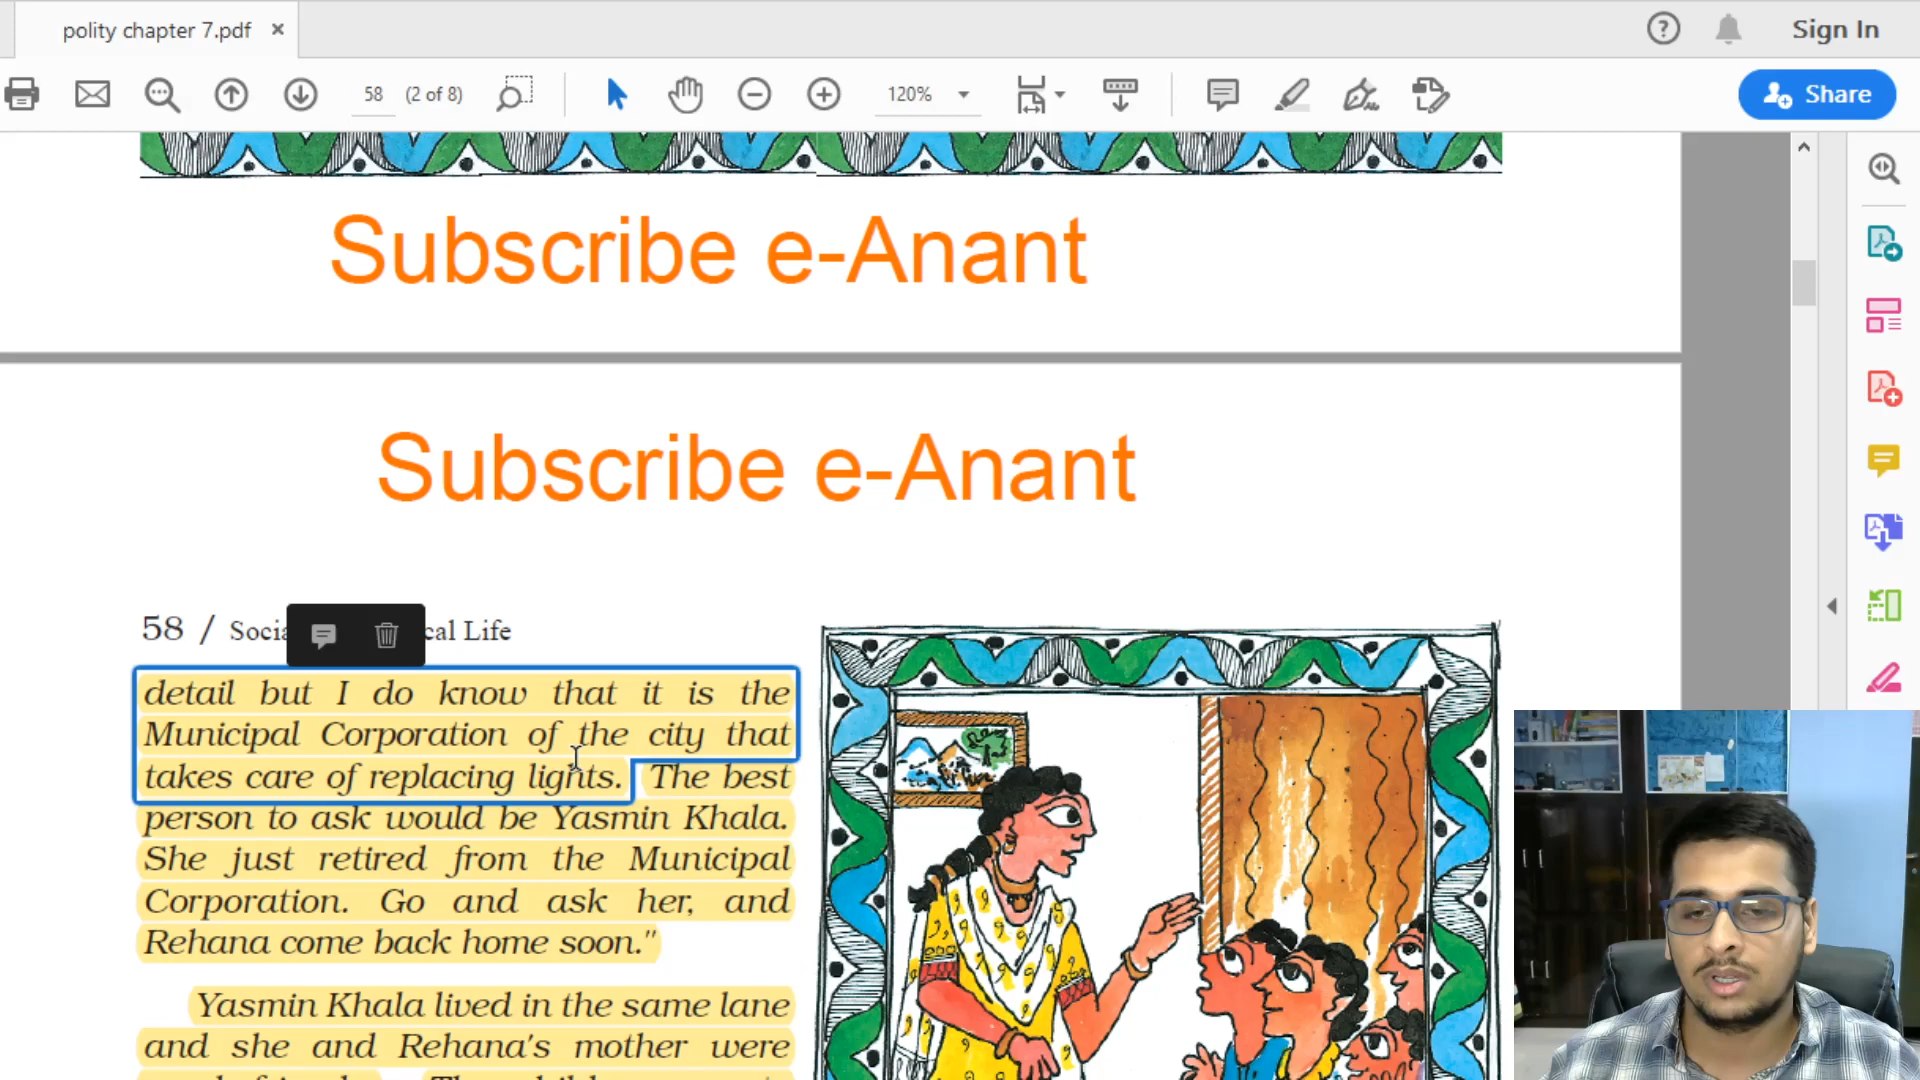 polity chapter 7.pdf
Sign In
58 (2 of 8)
120%
Share
Subscribe e-Anant
Subscribe e-Anant
58 / cal Life
detail but I do know that it is the
Municipal Corporation of the city that
takes care of replacing lights. The best
person to ask would be Yasmin Khala.
She just retired from the Municipal
Corporation. Go and ask her, and
Rehana come back home soon."
Yasmin Khala lived in the same lane
and she and Rehana's mother were